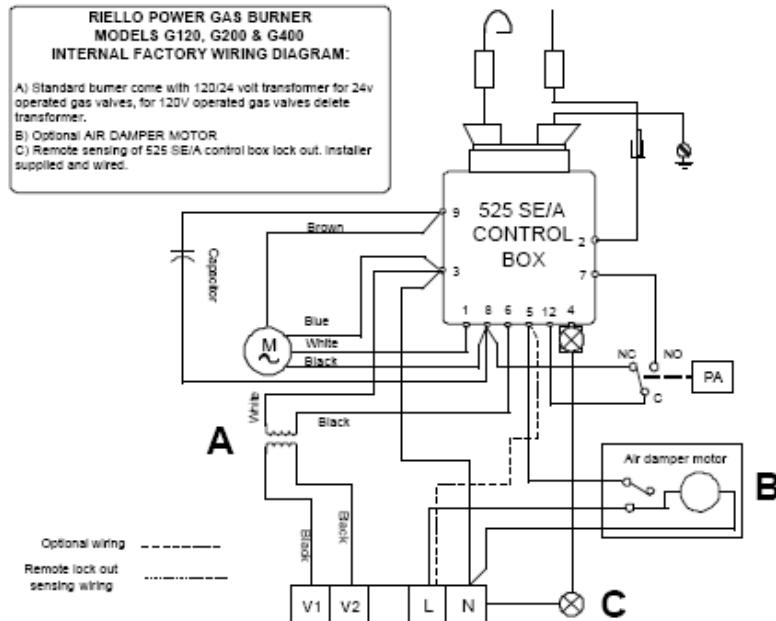 RIELLO POWER GAS BURNER
MODELS G120, G200 & G400
INTERNAL FACTORY WIRING DIAGRAM:
A) Standard burner come with 120/24 volt transformer for 24v
operated gas valves, for 120V operated gas valves delete
transformer.
B) Optional AIR DAMPER MOTOR
C) Remote sensing of 525 SE/A control box lock out. Installer
supplied and wired.
525 SE/A
CONTROL
BOX
9
3
2
7
1 8 6 5 12 4
Brown
Capacitor
Blue
White
Black
M
NC NO
C
PA
White
Black
A
Air damper motor
B
Black
Black
Optional wiring
Remote lock out
sensing wiring
V1 V2 L N
C